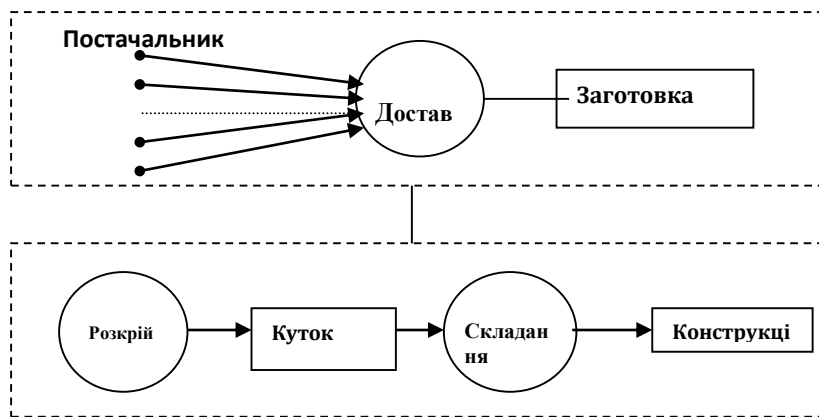 Постачальник
Достав
Заготовка
Розкрій
Куток
Складан
ня
Конструкці